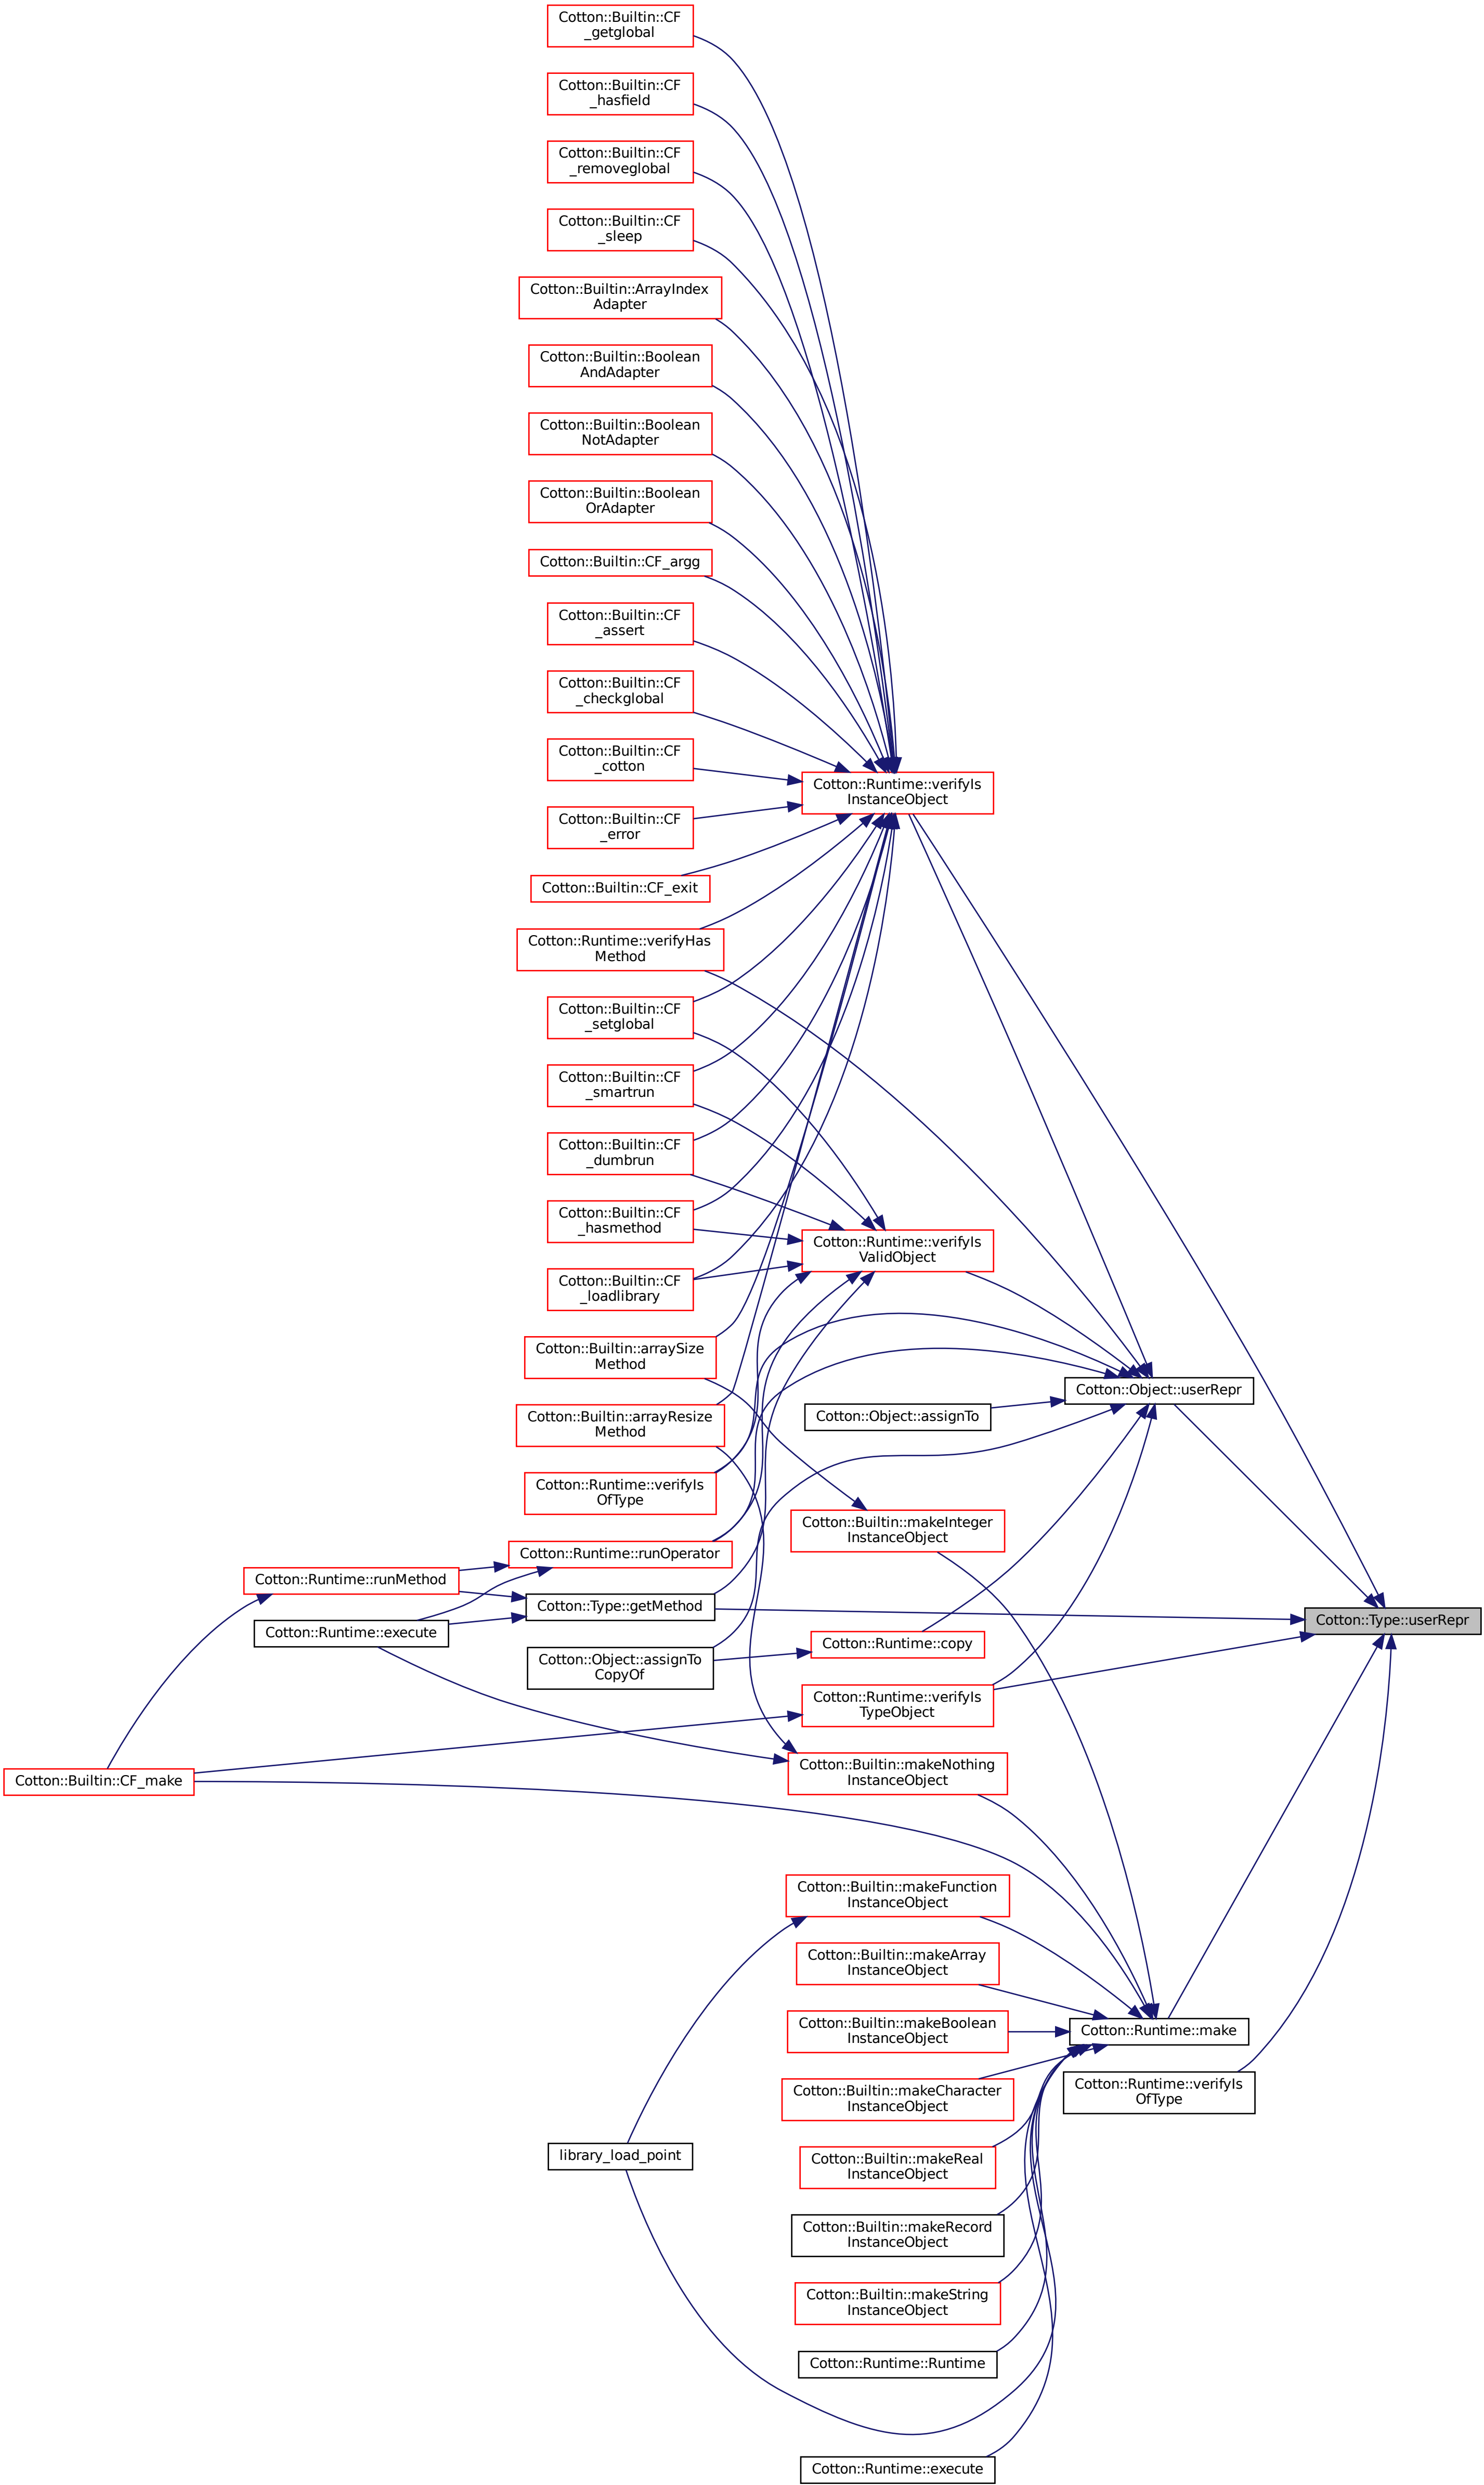 Cotton::Builtin::CF
_getglobal
Cotton::Builtin::CF
_hasfield
Cotton::Builtin::CF
_removeglobal
Cotton::Builtin::CF
_sleep
Cotton::Builtin::ArrayIndex
Adapter
Cotton::Builtin::Boolean
AndAdapter
Cotton::Builtin::Boolean
NotAdapter
Cotton::Builtin::Boolean
OrAdapter
Cotton::Builtin::CF_argg
Cotton::Builtin::CF
_assert
Cotton::Builtin::CF
_checkglobal
Cotton::Builtin::CF
_cotton
Cotton::Runtime::verifyIs
InstanceObject
Cotton::Builtin::CF
_error
Cotton::Builtin::CF_exit
Cotton::Runtime::verifyHas
Method
Cotton::Builtin::CF
_setglobal
Cotton::Builtin::CF
_smartrun
Cotton::Builtin::CF
_dumbrun
Cotton::Builtin::CF
_hasmethod
Cotton::Runtime::verifyIs
ValidObject
Cotton::Builtin::CF
_loadlibrary
Cotton::Builtin::arraySize
Method
Cotton::Object::userRepr
Cotton::Object::assignTo
Cotton::Builtin::arrayResize
Method
Cotton::Runtime::verifyIs
OfType
Cotton::Builtin::makeInteger
InstanceObject
Cotton::Runtime::runOperator
Cotton::Runtime::runMethod
Cotton::Type::getMethod
Cotton::Type::userRepr
Cotton::Runtime::execute
Cotton::Runtime::copy
Cotton::Object::assignTo
CopyOf
Cotton::Runtime::verifyIs
TypeObject
Cotton::Builtin::makeNothing
InstanceObject
Cotton::Builtin::CF_make
Cotton::Builtin::makeFunction
InstanceObject
Cotton::Builtin::makeArray
InstanceObject
Cotton::Builtin::makeBoolean
InstanceObject
Cotton::Runtime::make
Cotton::Builtin::makeCharacter
InstanceObject
Cotton::Runtime::verifyIs
OfType
library_load_point
Cotton::Builtin::makeReal
InstanceObject
Cotton::Builtin::makeRecord
InstanceObject
Cotton::Builtin::makeString
InstanceObject
Cotton::Runtime::Runtime
Cotton::Runtime::execute